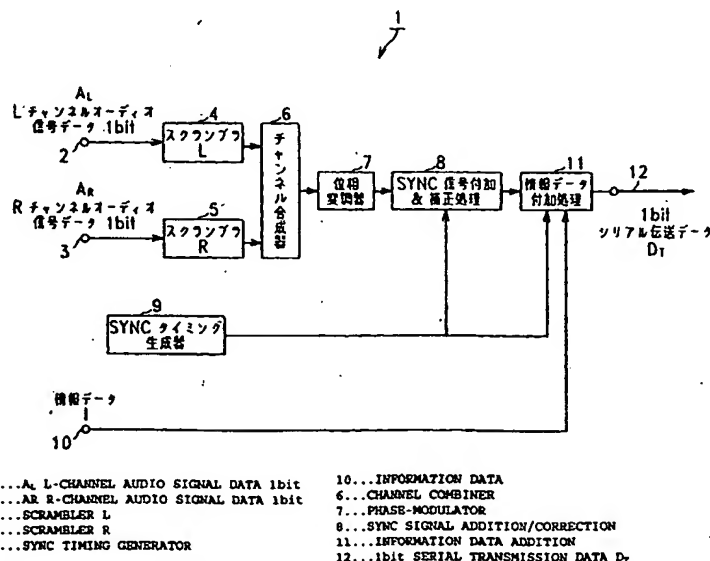 1
A_L
Lチャンネルオーディオ
信号データ 1bit
2
4
スクランブラ
L
A_R
Rチャンネルオーディオ
信号データ 1bit
3
5
スクランブラ
R
6
チャンネル合成器
7
位相
変調器
8
SYNC 信号付加
& 補正処理
11
情報データ
付加処理
12
1bit
シリアル伝送データ
D_T
9
SYNC タイミング
生成器
情報データ
I
10
...A_L L-CHANNEL AUDIO SIGNAL DATA 1bit
...AR R-CHANNEL AUDIO SIGNAL DATA 1bit
...SCRAMBLER L
...SCRAMBLER R
...SYNC TIMING GENERATOR
10...INFORMATION DATA
6...CHANNEL COMBINER
7...PHASE-MODULATOR
8...SYNC SIGNAL ADDITION/CORRECTION
11...INFORMATION DATA ADDITION
12...1bit SERIAL TRANSMISSION DATA D_T